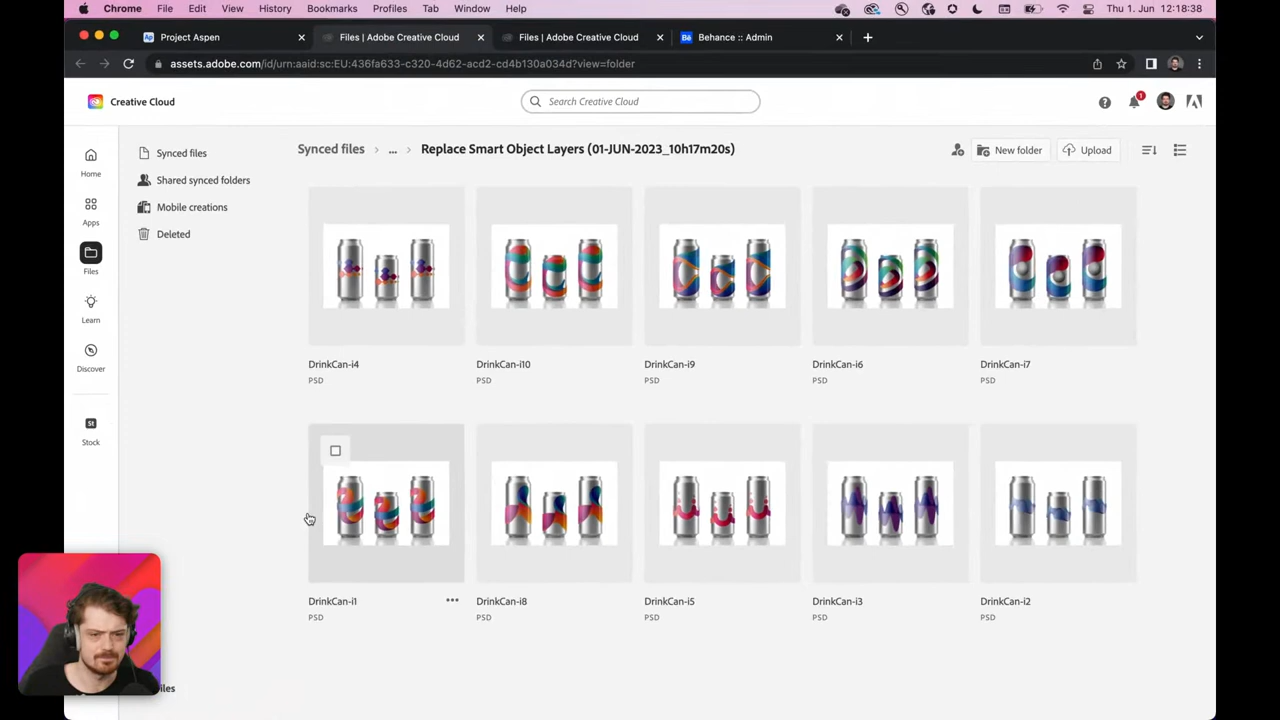 Chrome File Edit View History Bookmarks Profiles Tab Window Help
Thu 1. Jun 12:18:38
Project Aspen
Files | Adobe Creative Cloud
Files | Adobe Creative Cloud
Behance :: Admin
assets.adobe.com/id/urn:aaid:sc:EU:436fa633-c320-4d62-acd2-cd4b130a034d?view=folder
Creative Cloud
Search Creative Cloud
1
Home
Apps
Files
Learn
Discover
St
Stock
Synced files
Shared synced folders
Mobile creations
Deleted
Synced files > ... > Replace Smart Object Layers (01-JUN-2023_10h17m20s)
New folder
Upload
DrinkCan-i4
PSD
DrinkCan-i10
PSD
DrinkCan-i9
PSD
DrinkCan-i6
PSD
DrinkCan-i7
PSD
DrinkCan-i1
PSD
DrinkCan-i8
PSD
DrinkCan-i5
PSD
DrinkCan-i3
PSD
DrinkCan-i2
PSD